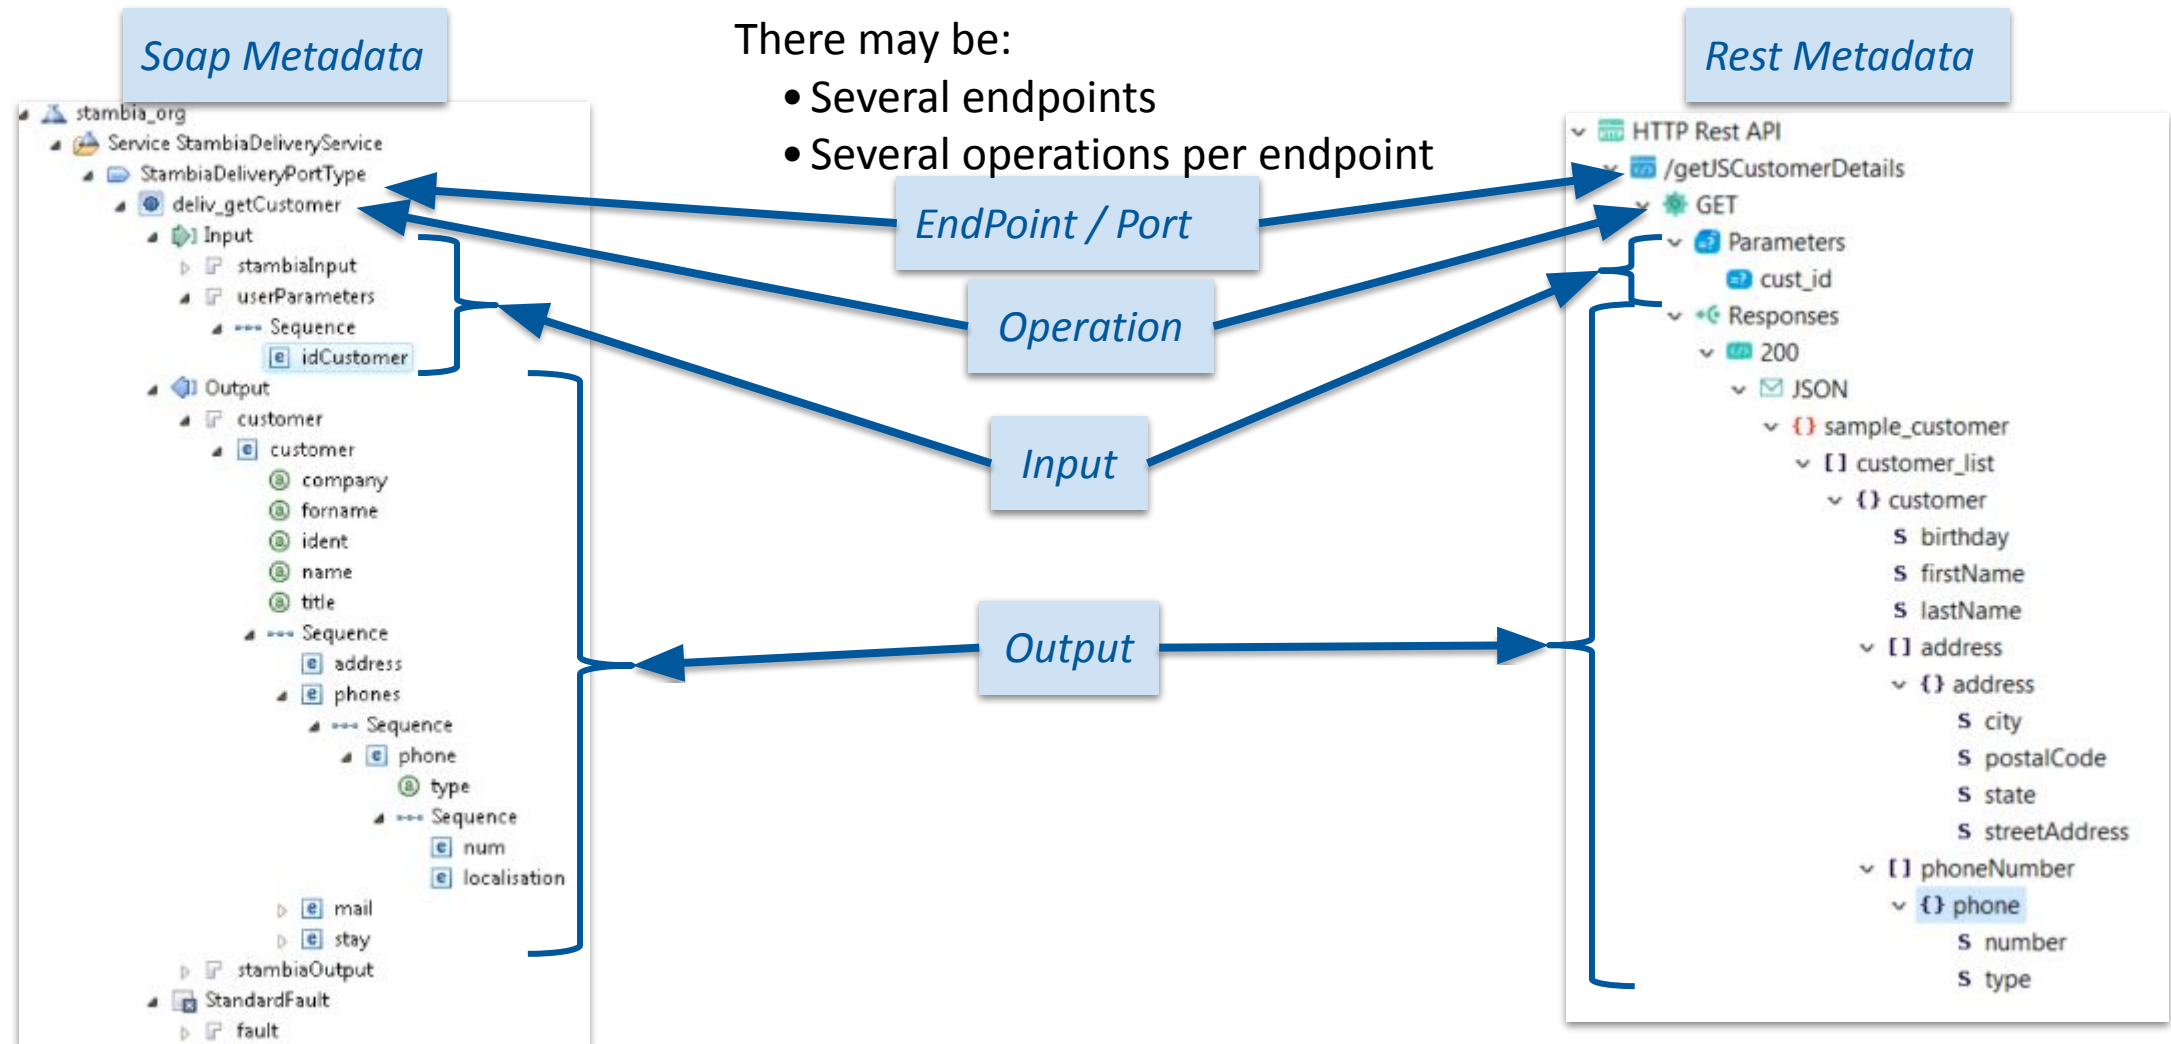 Soap Metadata
stambia_org
Service StambiaDeliveryService
StambiaDeliveryPortType
deliv_getCustomer
Input
stambiaInput
userParameters
Sequence
idCustomer
Output
customer
customer
company
forname
ident
name
title
Sequence
address
phones
Sequence
phone
type
Sequence
num
localisation
mail
stay
stambiaOutput
StandardFault
fault
There may be:
• Several endpoints
• Several operations per endpoint
EndPoint / Port
Operation
Input
Output
Rest Metadata
HTTP Rest API
/getJSCustomerDetails
GET
Parameters
cust_id
Responses
200
JSON
{} sample_customer
[] customer_list
{} customer
S birthday
S firstName
S lastName
[] address
{} address
S city
S postalCode
S state
S streetAddress
[] phoneNumber
{} phone
S number
S type